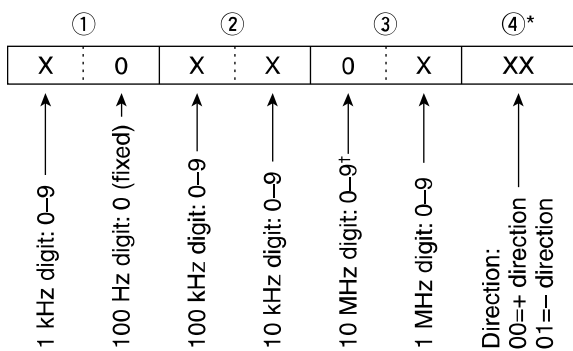 ① ② ③ ④*
X 0 X X 0 X XX
1 kHz digit: 0–9
100 Hz digit: 0 (fixed)
100 kHz digit: 0–9
10 kHz digit: 0–9
10 MHz digit: 0–9†
1 MHz digit: 0–9
Direction:
00=+ direction
01=– direction